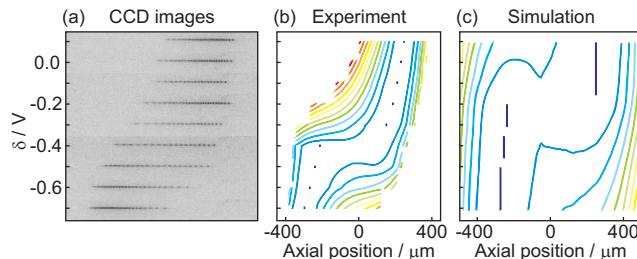 (a) CCD images (b) Experiment (c) Simulation
δ / V
0.0
-0.2
-0.4
-0.6
-400 0 400 -400 0 400
Axial position / μm Axial position / μm